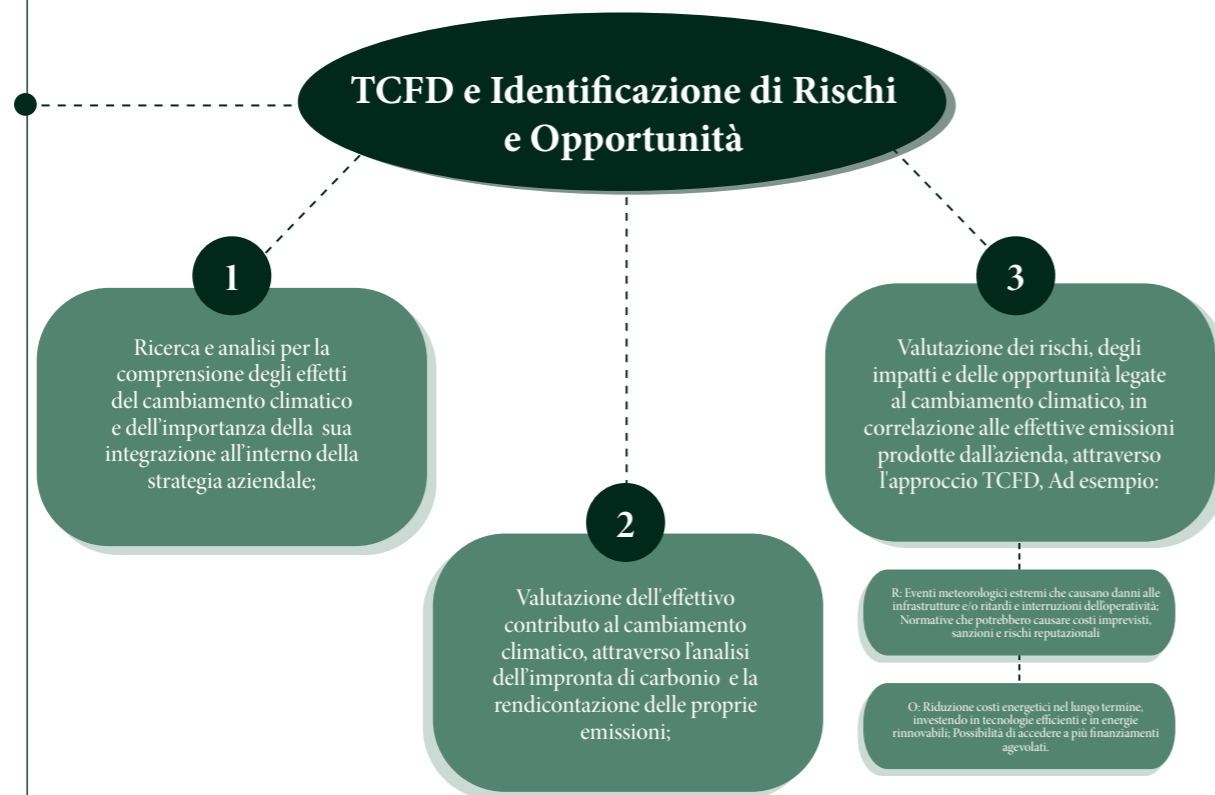 TCFD e Identificazione di Rischi
e Opportunità
1
Ricerca e analisi per la
comprensione degli effetti
del cambiamento climatico
e dell'importanza della sua
integrazione all'interno della
strategia aziendale;
2
Valutazione dell'effettivo
contributo al cambiamento
climatico, attraverso l'analisi
dell'impronta di carbonio e la
rendicontazione delle proprie
emissioni;
3
Valutazione dei rischi, degli
impatti e delle opportunità legate
al cambiamento climatico, in
correlazione alle effettive emissioni
prodotte dall'azienda, attraverso
l'approccio TCFD, Ad esempio:
R: Eventi meteorologici estremi che causano danni alle
infrastrutture e/o ritardi e interruzioni dell'operatività;
Normative che potrebbero causare costi imprevisti,
sanzioni e rischi reputazionali
O: Riduzione costi energetici nel lungo termine,
investendo in tecnologie efficienti e in energie
rinnovabili; Possibilità di accedere a più finanziamenti
agevolati.